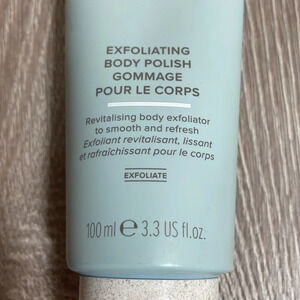 EXFOLIATING
BODY POLISH
GOMMAGE
POUR LE CORPS
Revitalising body exfoliator
to smooth and refresh
Exfoliant revitalisant, lissant
et rafraîchissant pour le corps
EXFOLIATE
100 ml ℮ 3.3 US fl.oz.